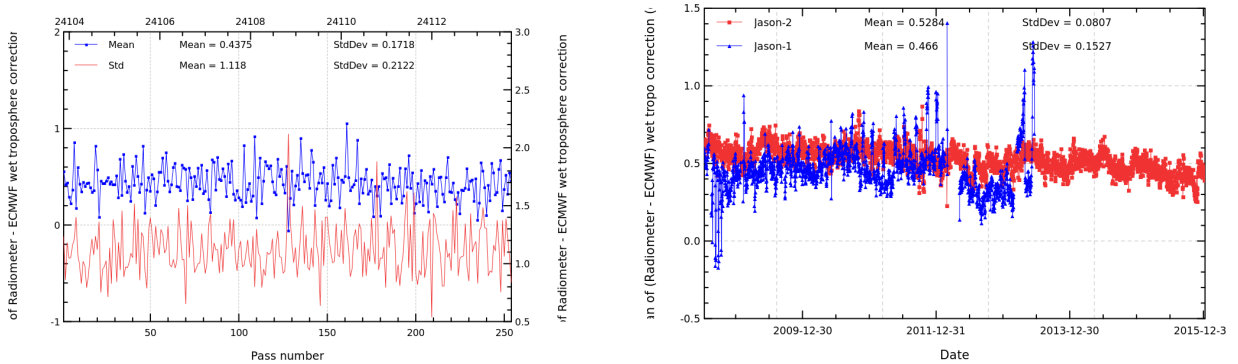 24104 24106 24108 24110 24112
of Radiometer - ECMWF wet troposphere correction
2
1
0
-1
Mean Mean = 0.4375 StdDev = 0.1718
Std Mean = 1.118 StdDev = 0.2122
3.0
2.5
2.0
1.5
1.0
0.5
of Radiometer - ECMWF wet troposphere correction
50 100 150 200 250
Pass number
an of (Radiometer - ECMWF) wet tropo correction (
1.5
1.0
0.5
0.0
-0.5
Jason-2 Mean = 0.5284 StdDev = 0.0807
Jason-1 Mean = 0.466 StdDev = 0.1527
2009-12-30 2011-12-31 2013-12-30 2015-12-3
Date